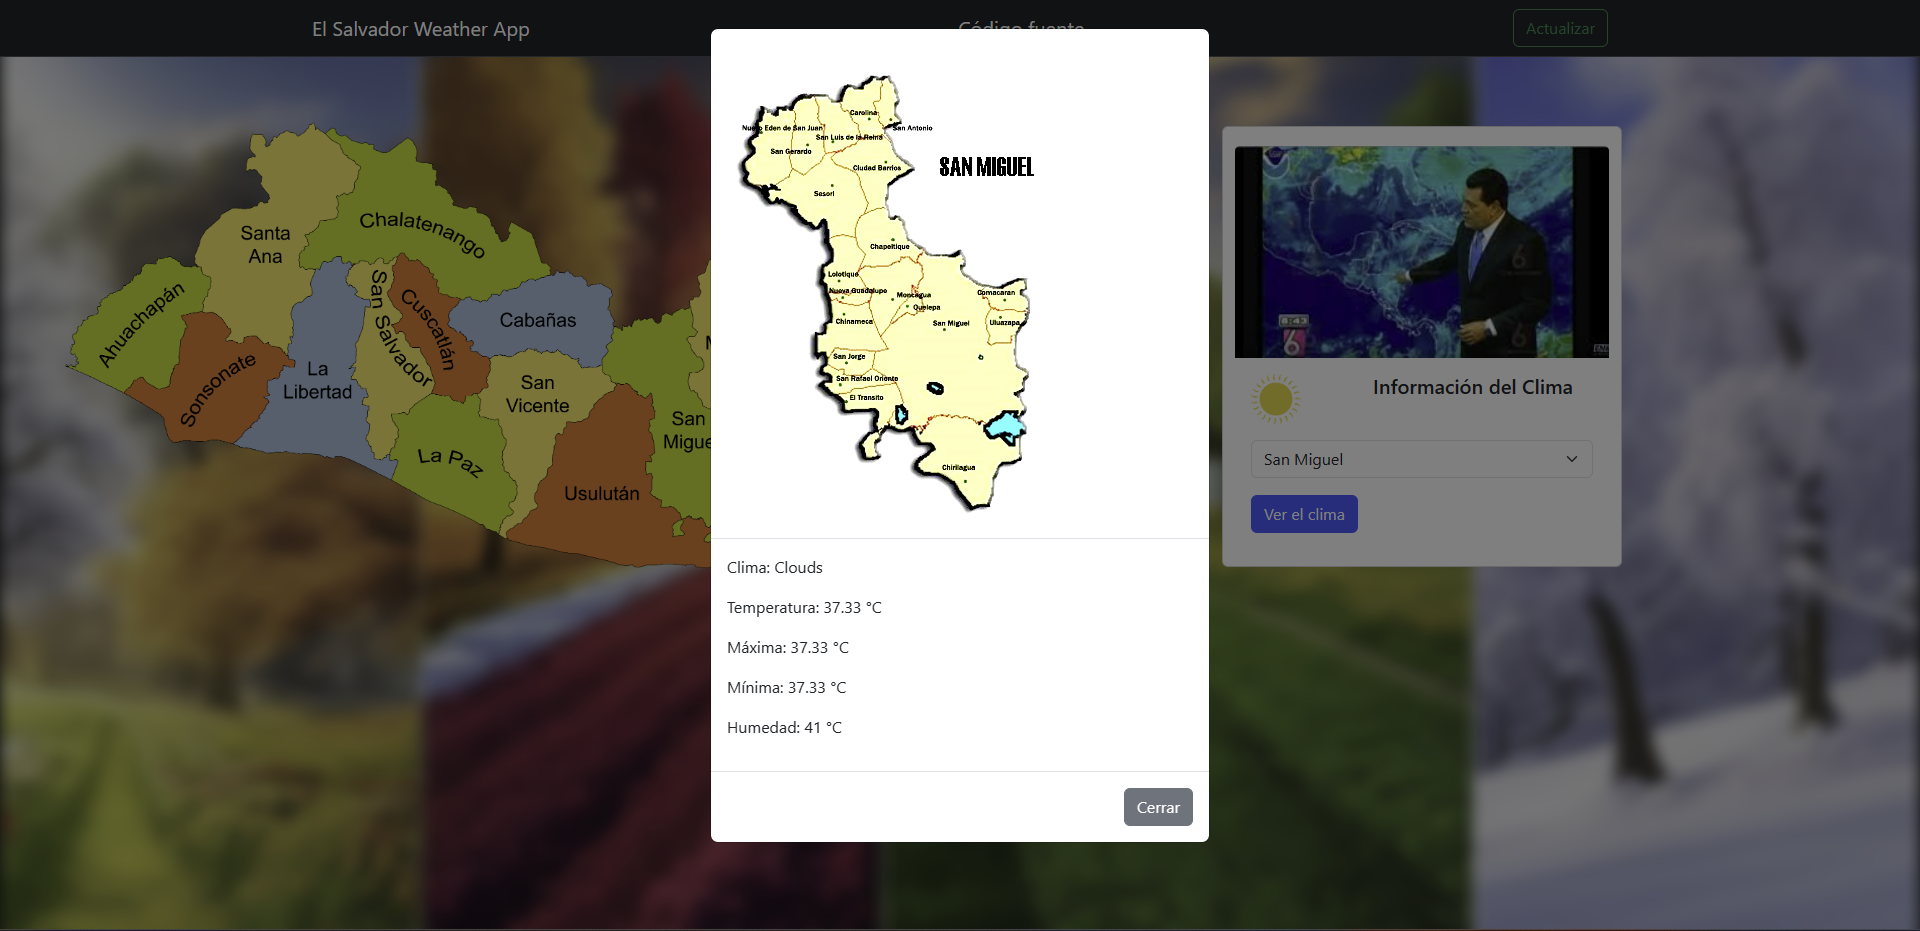 El Salvador Weather App
Código fuente
Actualizar
Santa
Ana
Chalatenango
Ahuachapán
Sonsonate
La
Libertad
San Salvador
Cuscatlán
Cabañas
San
Vicente
La Paz
Usulután
San
Migue
M
Carolina
Nuevo Eden de San Juan
San Antonio
San Luis de la Reina
San Gerardo
Ciudad Barrios
SAN MIGUEL
Sesori
Chapeltique
Lolotique
Nueva Guadalupe
Moncagua
Comacaran
Quelepa
Chinameca
San Miguel
Uluazapa
San Jorge
San Rafael Oriente
El Transito
Chirilagua
Clima: Clouds
Temperatura: 37.33 °C
Máxima: 37.33 °C
Mínima: 37.33 °C
Humedad: 41 °C
Cerrar
6
6:43
6
Información del Clima
San Miguel
Ver el clima